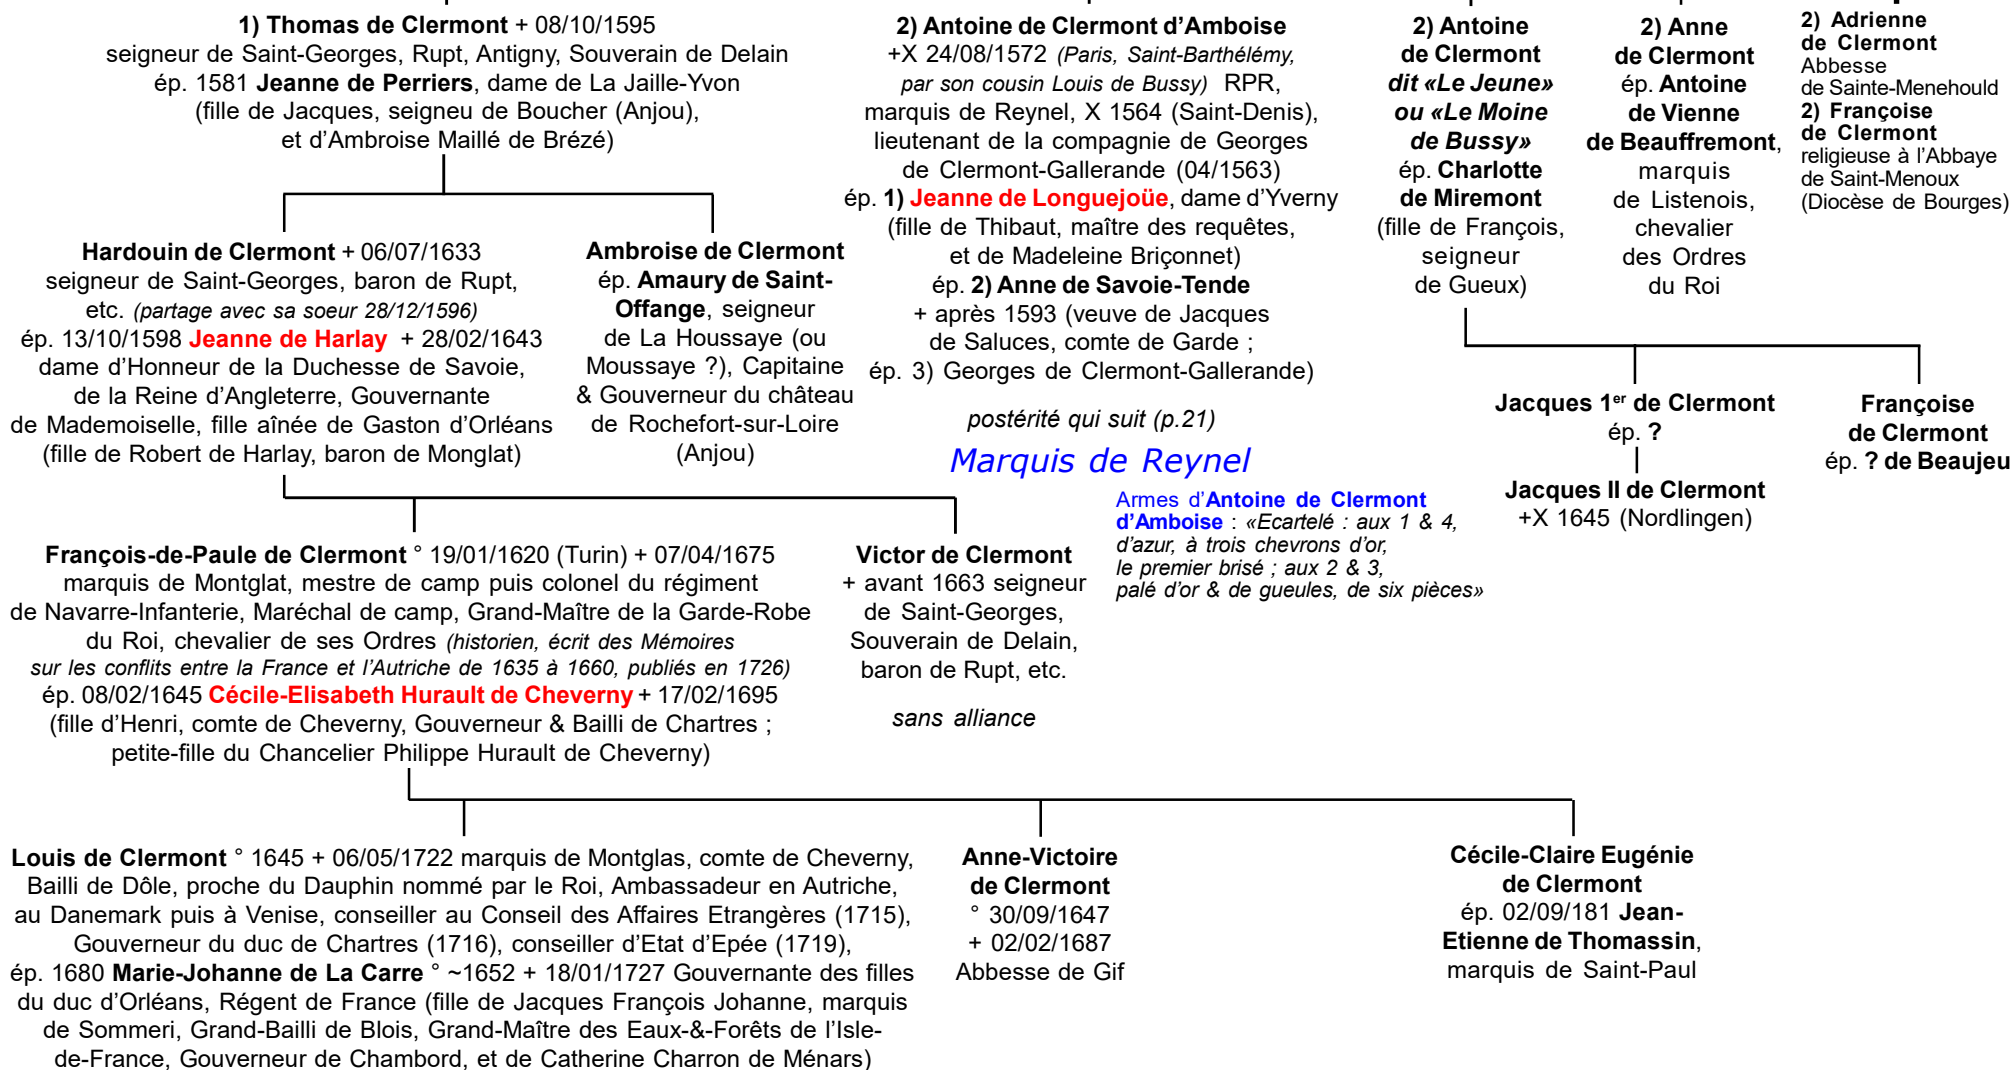 1) Thomas de Clermont + 08/10/1595
seigneur de Saint-Georges, Rupt, Antigny, Souverain de Delain
ép. 1581 Jeanne de Perriers, dame de La Jaille-Yvon
(fille de Jacques, seigneu de Boucher (Anjou),
et d'Ambroise Maillé de Brézé)
2) Antoine de Clermont d'Amboise
+X 24/08/1572 (Paris, Saint-Barthélémy,
par son cousin Louis de Bussy) RPR,
marquis de Reynel, X 1564 (Saint-Denis),
lieutenant de la compagnie de Georges
de Clermont-Gallerande (04/1563)
ép. 1) Jeanne de Longuejoüe, dame d'Yverny
(fille de Thibaut, maître des requêtes,
et de Madeleine Briçonnet)
ép. 2) Anne de Savoie-Tende
+ après 1593 (veuve de Jacques
de Saluces, comte de Garde ;
ép. 3) Georges de Clermont-Gallerande)
postérité qui suit (p.21)
Marquis de Reynel
2) Antoine
de Clermont
dit «Le Jeune»
ou «Le Moine
de Bussy»
ép. Charlotte
de Miremont
(fille de François,
seigneur
de Gueux)
2) Anne
de Clermont
ép. Antoine
de Vienne
de Beauffremont,
marquis
de Listenois,
chevalier
des Ordres
du Roi
2) Adrienne
de Clermont
Abbesse
de Sainte-Menehould
2) Françoise
de Clermont
religieuse à l'Abbaye
de Saint-Menoux
(Diocèse de Bourges)
Hardouin de Clermont + 06/07/1633
seigneur de Saint-Georges, baron de Rupt,
etc. (partage avec sa soeur 28/12/1596)
ép. 13/10/1598 Jeanne de Harlay + 28/02/1643
dame d'Honneur de la Duchesse de Savoie,
de la Reine d'Angleterre, Gouvernante
de Mademoiselle, fille aînée de Gaston d'Orléans
(fille de Robert de Harlay, baron de Monglat)
Ambroise de Clermont
ép. Amaury de Saint-
Offange, seigneur
de La Houssaye (ou
Moussaye ?), Capitaine
& Gouverneur du château
de Rochefort-sur-Loire
(Anjou)
Jacques 1er de Clermont
ép. ?
Françoise
de Clermont
ép. ? de Beaujeu
Jacques II de Clermont
+X 1645 (Nordlingen)
Armes d'Antoine de Clermont
d'Amboise : «Ecartelé : aux 1 & 4,
d'azur, à trois chevrons d'or,
le premier brisé ; aux 2 & 3,
palé d'or & de gueules, de six pièces»
François-de-Paule de Clermont ° 19/01/1620 (Turin) + 07/04/1675
marquis de Montglat, mestre de camp puis colonel du régiment
de Navarre-Infanterie, Maréchal de camp, Grand-Maître de la Garde-Robe
du Roi, chevalier de ses Ordres (historien, écrit des Mémoires
sur les conflits entre la France et l'Autriche de 1635 à 1660, publiés en 1726)
ép. 08/02/1645 Cécile-Elisabeth Hurault de Cheverny + 17/02/1695
(fille d'Henri, comte de Cheverny, Gouverneur & Bailli de Chartres ;
petite-fille du Chancelier Philippe Hurault de Cheverny)
Victor de Clermont
+ avant 1663 seigneur
de Saint-Georges,
Souverain de Delain,
baron de Rupt, etc.
sans alliance
Louis de Clermont ° 1645 + 06/05/1722 marquis de Montglas, comte de Cheverny,
Bailli de Dôle, proche du Dauphin nommé par le Roi, Ambassadeur en Autriche,
au Danemark puis à Venise, conseiller au Conseil des Affaires Etrangères (1715),
Gouverneur du duc de Chartres (1716), conseiller d'Etat d'Epée (1719),
ép. 1680 Marie-Johanne de La Carre ° ~1652 + 18/01/1727 Gouvernante des filles
du duc d'Orléans, Régent de France (fille de Jacques François Johanne, marquis
de Sommeri, Grand-Bailli de Blois, Grand-Maître des Eaux-&-Forêts de l'Isle-
de-France, Gouverneur de Chambord, et de Catherine Charron de Ménars)
Anne-Victoire
de Clermont
° 30/09/1647
+ 02/02/1687
Abbesse de Gif
Cécile-Claire Eugénie
de Clermont
ép. 02/09/181 Jean-
Etienne de Thomassin,
marquis de Saint-Paul